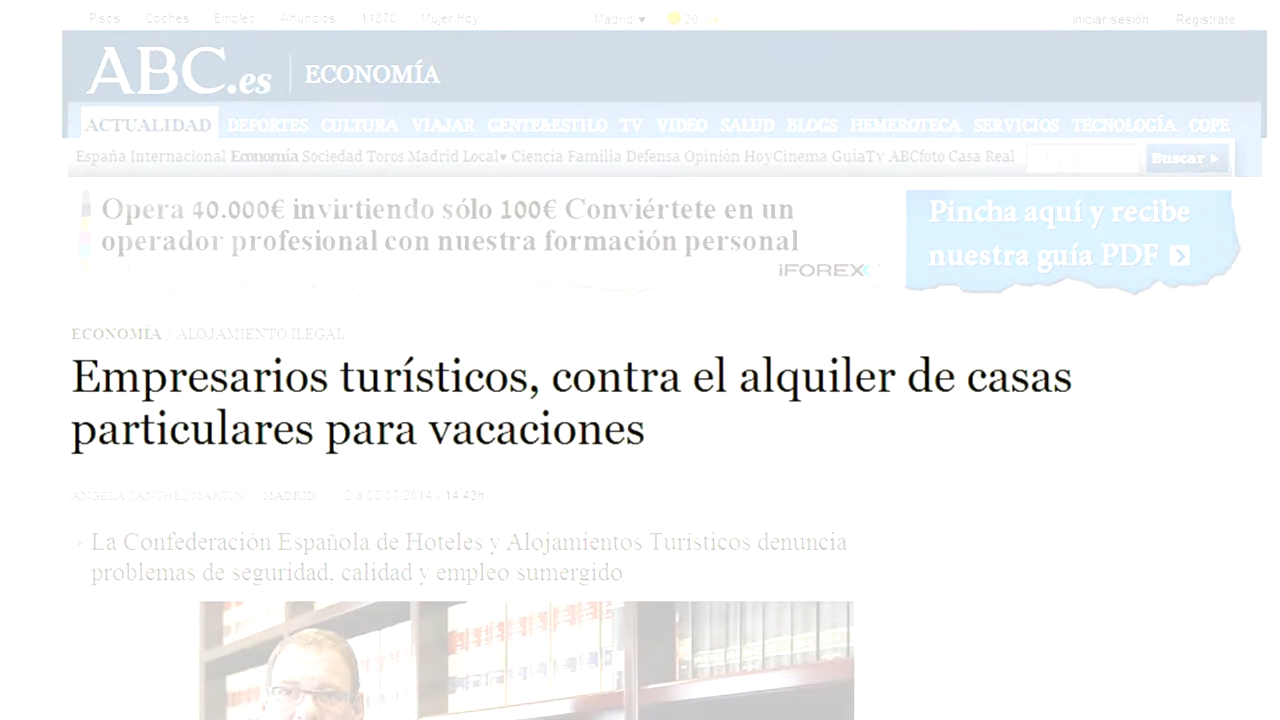 Pisos Coches Empleo Anuncios 11870 Mujer Hoy Madrid Iniciar sesión Regístrate
ABC.es ECONOMÍA
ACTUALIDAD DEPORTES CULTURA VIAJAR GENTE&ESTILO TV VIDEO SALUD BLOGS HEMEROTECA SERVICIOS TECNOLOGÍA COPE
España Internacional Economía Sociedad Toros Madrid Local Ciencia Familia Defensa Opinión HoyCinema GuíaTv ABCfoto Casa Real Buscar
Opera 40.000€ invirtiendo sólo 100€ Conviértete en un
operador profesional con nuestra formación personal
iFOREX
Pincha aquí y recibe
nuestra guía PDF
ECONOMÍA / ALOJAMIENTO ILEGAL
Empresarios turísticos, contra el alquiler de casas
particulares para vacaciones
MADRID 14:43h
La Confederación Española de Hoteles y Alojamientos Turísticos denuncia
problemas de seguridad, calidad y empleo sumergido